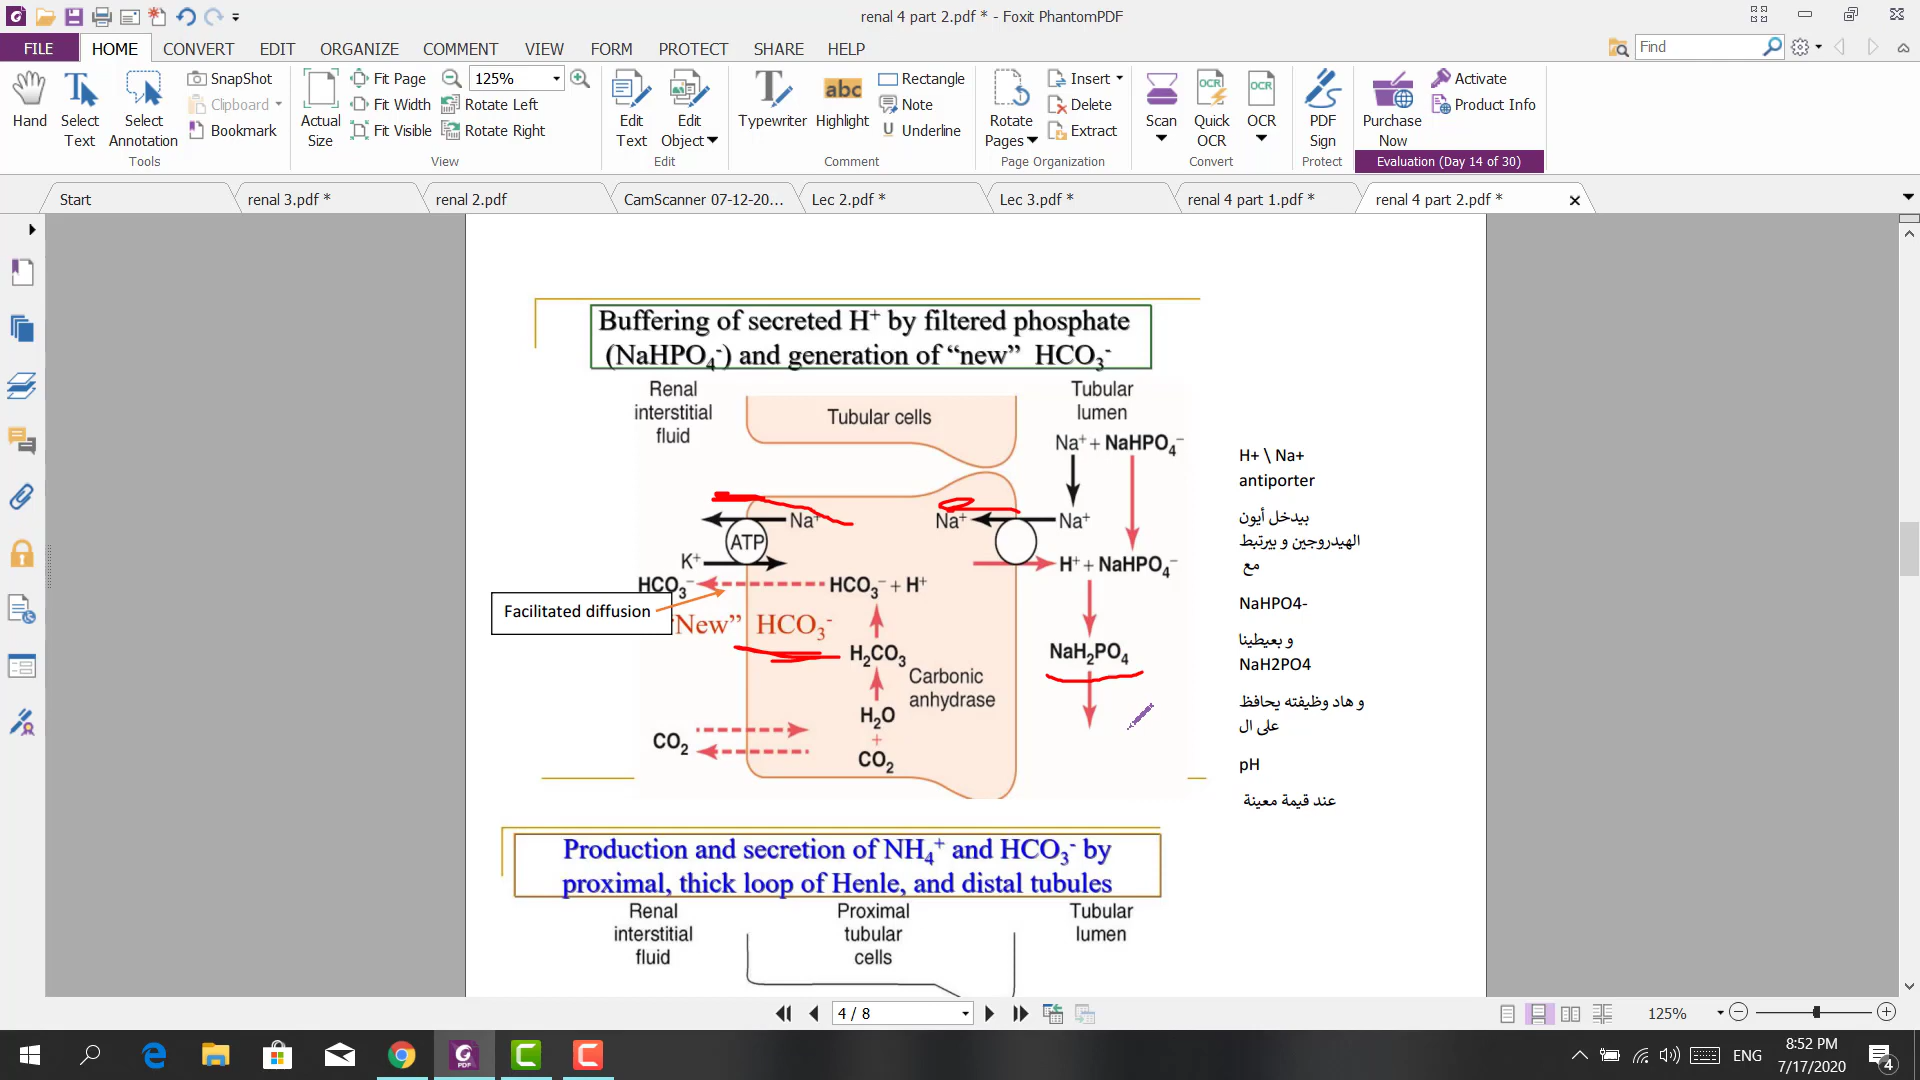 renal 4 part 2.pdf * - Foxit PhantomPDF
FILE HOME CONVERT EDIT ORGANIZE COMMENT VIEW FORM PROTECT SHARE HELP
Find
Hand
Select Text
Select Annotation
SnapShot
Clipboard
Bookmark
Tools
Actual Size
Fit Page
Fit Width
Fit Visible
125%
Rotate Left
Rotate Right
View
Edit Text
Edit Object
Edit
Typewriter
abc
Highlight
Rectangle
Note
Underline
Comment
Rotate Pages
Insert
Delete
Extract
Page Organization
Scan
OCR
Quick OCR
OCR
OCR
Convert
PDF Sign
Protect
Purchase Now
Activate
Product Info
Evaluation (Day 14 of 30)
Start
renal 3.pdf *
renal 2.pdf
CamScanner 07-12-20...
Lec 2.pdf *
Lec 3.pdf *
renal 4 part 1.pdf *
renal 4 part 2.pdf *
Buffering of secreted H⁺ by filtered phosphate
(NaHPO₄⁻) and generation of “new” HCO₃⁻
Renal
interstitial
fluid
Tubular cells
Tubular
lumen
Na⁺ + NaHPO₄⁻
Na⁺
ATP
Na⁺
Na⁺
K⁺
H⁺ + NaHPO₄⁻
HCO₃⁻
HCO₃⁻ + H⁺
Facilitated diffusion
“New” HCO₃⁻
H₂CO₃
NaH₂PO₄
Carbonic
anhydrase
H₂O
+
CO₂
CO₂
H+ \ Na+
antiporter
بيدخل أيون
الهيدروجين و بيرتبط
مع
NaHPO4-
و بعيطينا
NaH2PO4
و هاد وظيفته يحافظ
على ال
pH
عند قيمة معينة
Production and secretion of NH₄⁺ and HCO₃⁻ by
proximal, thick loop of Henle, and distal tubules
Renal
interstitial
fluid
Proximal
tubular
cells
Tubular
lumen
4 / 8
125%
PDF
ENG
8:52 PM
7/17/2020
4